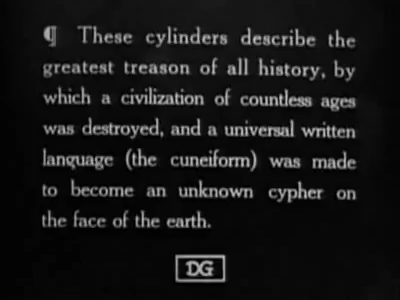 ¶ These cylinders describe the
greatest treason of all history, by
which a civilization of countless ages
was destroyed, and a universal written
language (the cuneiform) was made
to become an unknown cypher on
the face of the earth.
DG